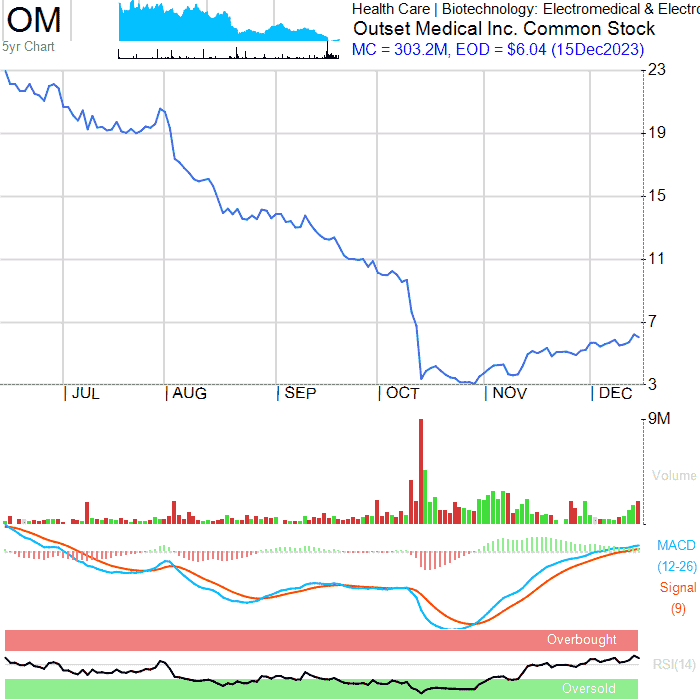 OM
5yr Chart
Health Care | Biotechnology: Electromedical & Electro
Outset Medical Inc. Common Stock
MC = 303.2M, EOD = $6.04 (15Dec2023)
23
19
15
11
7
3
| JUL | AUG | SEP | OCT | NOV | DEC
9M
Volume
MACD
(12-26)
Signal
(9)
Overbought
RSI(14)
Oversold